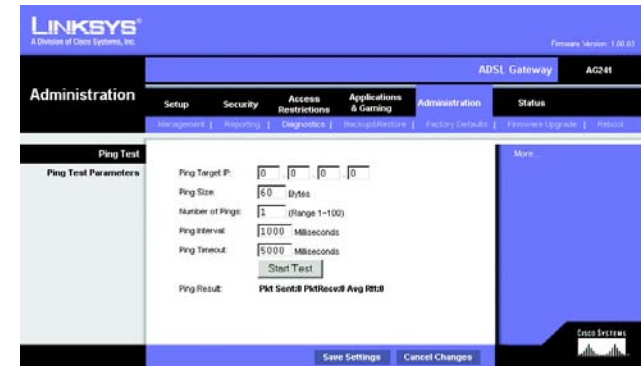 LINKSYS®
A Division of Cisco Systems, Inc.
Firmware Version 1.00.03
ADSL Gateway AG241
Administration
Setup Security Access Restrictions Applications & Gaming Administration Status
Management | Reporting | Diagnostics | Backup&Restore | Factory Defaults | Firmware Upgrade | Reboot
Ping Test
More...
Ping Test Parameters
Ping Target IP: 0 . 0 . 0 . 0
Ping Size: 60 Bytes
Number of Pings: 1 (Range 1~100)
Ping Interval: 1000 Milliseconds
Ping Timeout: 5000 Milliseconds
Start Test
Ping Result: Pkt Sent:0 PktRecv:0 Avg Rtt:0
CISCO SYSTEMS
Save Settings Cancel Changes